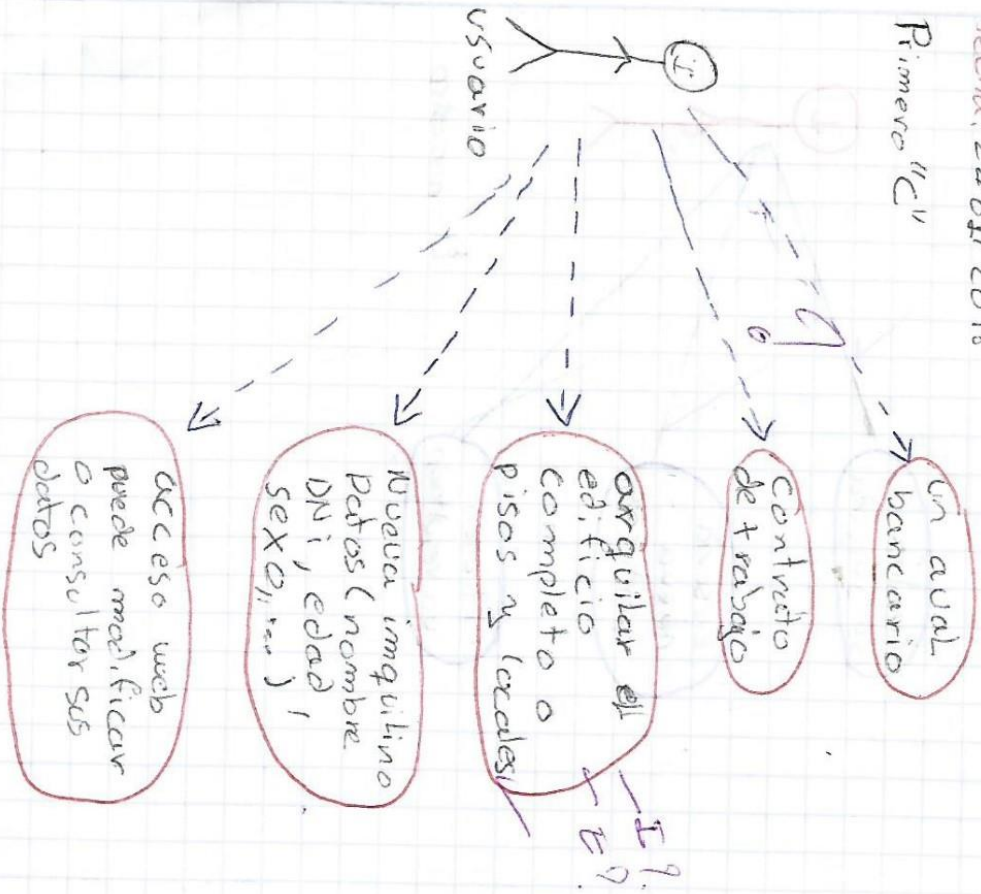 Primero "C"
usuario
un aval
bancario
Contrato
de trabajo
arquilar el
edificio
completo o
pisos y locales
I?
E?
Nueva imquilino
Datos (nombre
DNi, edad,
sexo,....)
acceso web
puede modificar
o consultar sus
datos